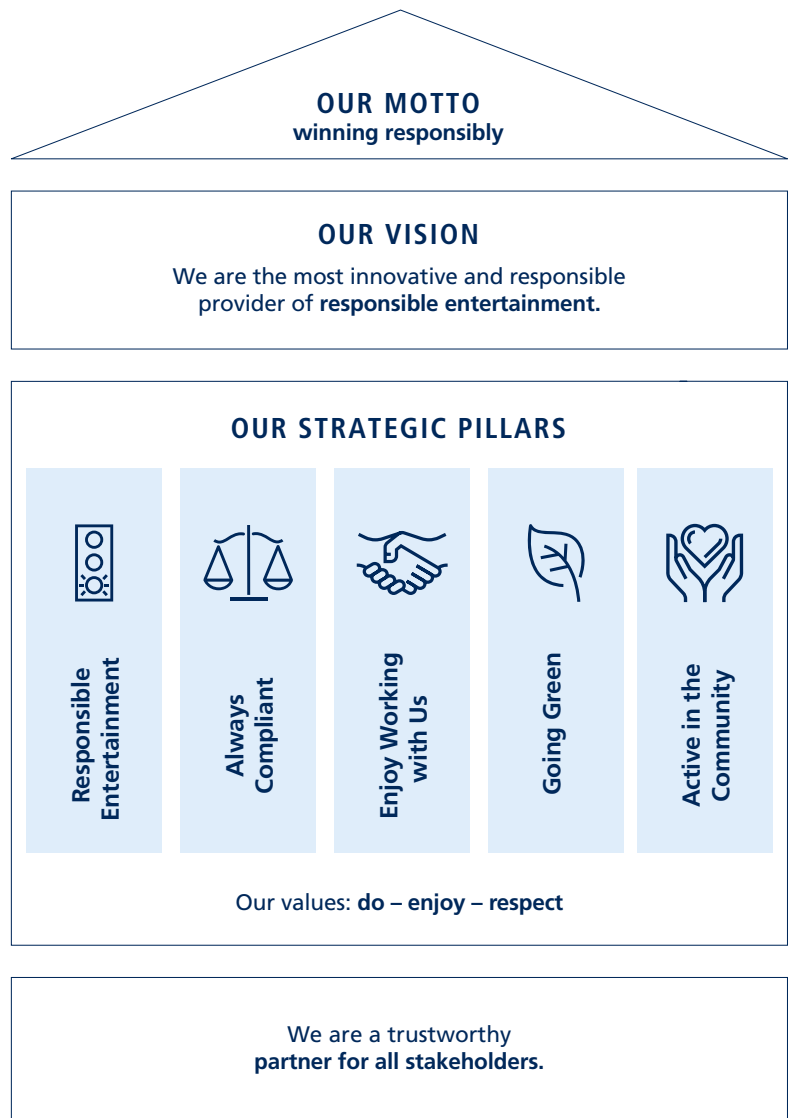 OUR MOTTO
winning responsibly
OUR VISION
We are the most innovative and responsible
provider of responsible entertainment.
OUR STRATEGIC PILLARS
Responsible
Entertainment
Always
Compliant
Enjoy Working
with Us
Going Green
Active in the
Community
Our values: do – enjoy – respect
We are a trustworthy
partner for all stakeholders.